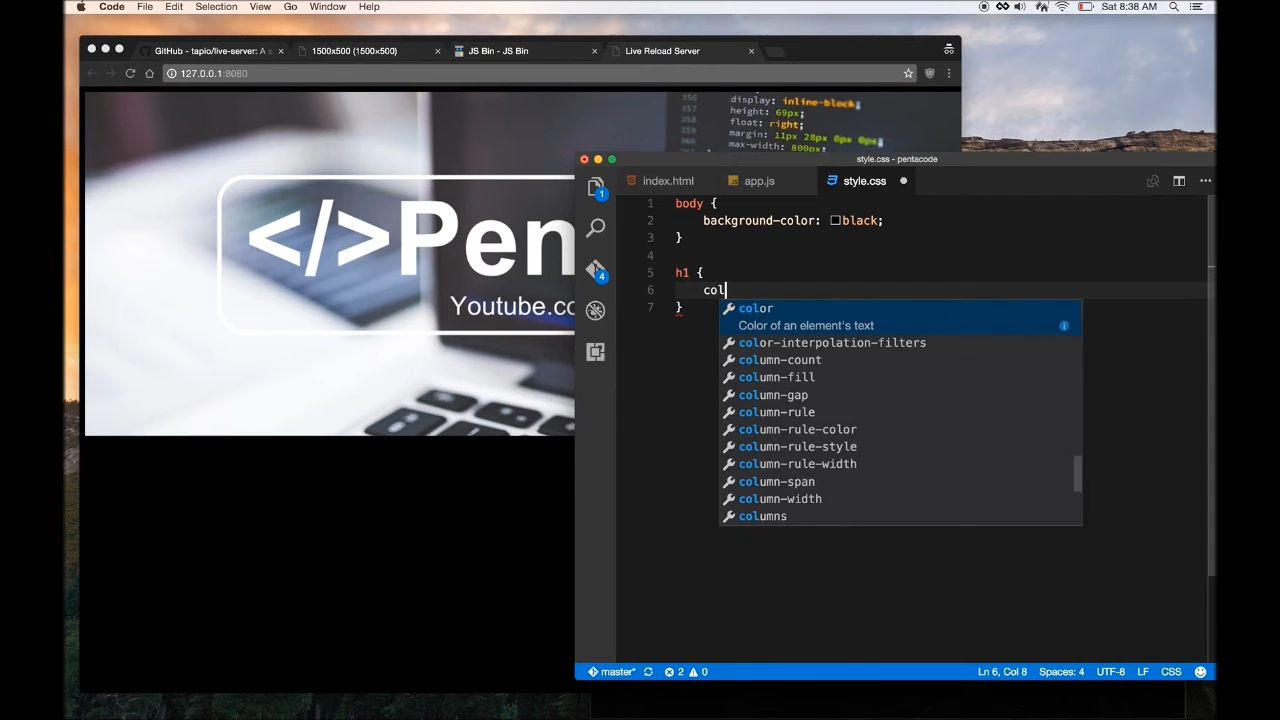 Code File Edit Selection View Go Window Help Sat 8:38 AM
GitHub - tapio/live-server: A s 1500x500 (1500×500) JS Bin - JS Bin Live Reload Server
127.0.0.1:8080
356 display: inline-block;
357 height: 69px;
358 float: right;
359 margin: 11px 28px 0px 0px;
max-width: 800px;
</>Pen
Youtube.co
style.css - pentacode
index.html app.js style.css
1 body {
2 background-color: black;
3 }
4
5 h1 {
6 col
7 }
color
Color of an element's text
color-interpolation-filters
column-count
column-fill
column-gap
column-rule
column-rule-color
column-rule-style
column-rule-width
column-span
column-width
columns
1
4
master* 2 0 Ln 6, Col 8 Spaces: 4 UTF-8 LF CSS